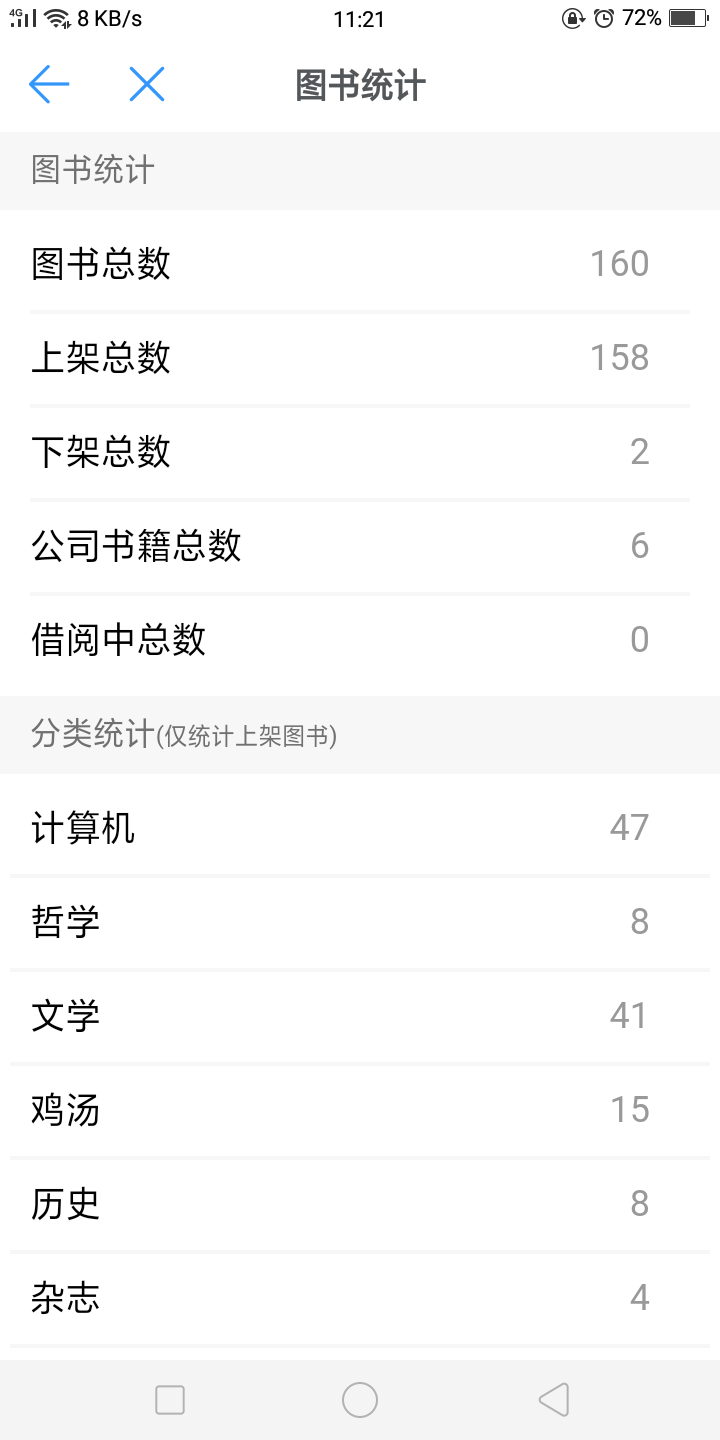 4G 8 KB/s 11:21 72%
图书统计
图书统计
图书总数 160
上架总数 158
下架总数 2
公司书籍总数 6
借阅中总数 0
分类统计(仅统计上架图书)
计算机 47
哲学 8
文学 41
鸡汤 15
历史 8
杂志 4